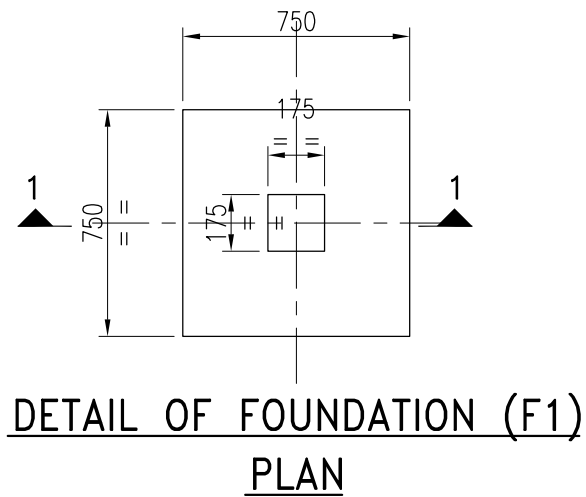 750
175
= =
1 1
750 =
=
175 = =
DETAIL OF FOUNDATION (F1)
PLAN